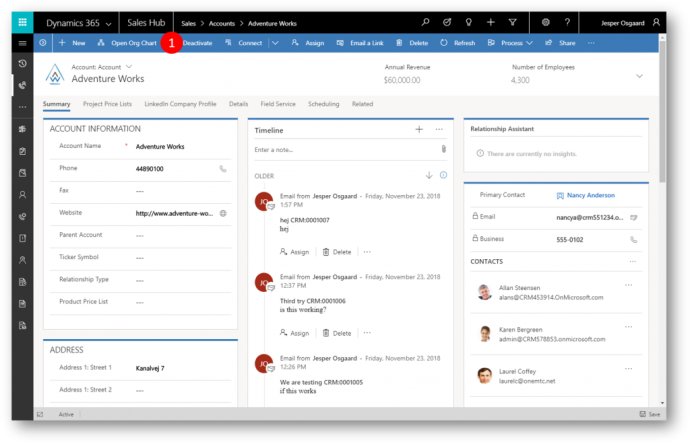 Dynamics 365
Sales Hub
Sales > Accounts > Adventure Works
Jesper Osgaard
New
Open Org Chart
1
Deactivate
Connect
Assign
Email a Link
Delete
Refresh
Process
Share
Account: Account
Adventure Works
Annual Revenue
$60,000.00
Number of Employees
4,300
Summary
Project Price Lists
LinkedIn Company Profile
Details
Field Service
Scheduling
Related
ACCOUNT INFORMATION
Account Name * Adventure Works
Phone 44890100
Fax ---
Website http://www.adventure-wo...
Parent Account ---
Ticker Symbol ---
Relationship Type ---
Product Price List ---
ADDRESS
Address 1: Street 1 Kanalvej 7
Address 1: Street 2 ---
Timeline
Enter a note...
OLDER
JO
Email from Jesper Osgaard - Friday, November 23, 2018
1:57 PM
hej CRM:0001007
hej
Assign Delete ...
JO
Email from Jesper Osgaard - Friday, November 23, 2018
12:37 PM
Third try CRM:0001006
is this working?
Assign Delete ...
JO
Email from Jesper Osgaard - Friday, November 23, 2018
12:26 PM
We are testing CRM:0001005
if this works
Relationship Assistant
There are currently no insights.
Primary Contact Nancy Anderson
Email nancya@crm551234.o...
Business 555-0102
CONTACTS
Allan Steensen
alans@CRM453914.OnMicrosoft.com
Karen Bergreen
admin@CRM578853.onmicrosoft.com
Laurel Coffey
laurelc@onemtc.net
Active
Save